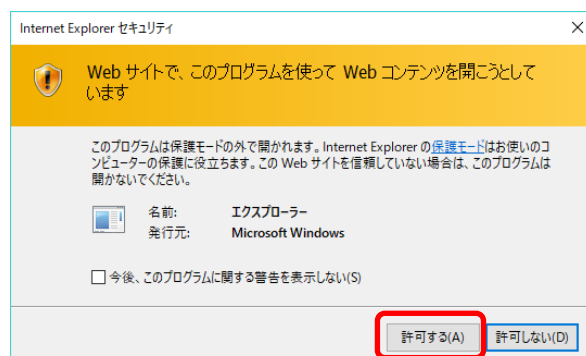 Internet Explorer セキュリティ
Web サイトで、このプログラムを使って Web コンテンツを開こうとして
います
このプログラムは保護モードの外で開かれます。Internet Explorer の保護モードはお使いのコ
ンピューターの保護に役立ちます。この Web サイトを信頼していない場合は、このプログラムは
開かないでください。
名前: エクスプローラー
発行元: Microsoft Windows
今後、このプログラムに関する警告を表示しない(S)
許可する(A) 許可しない(D)